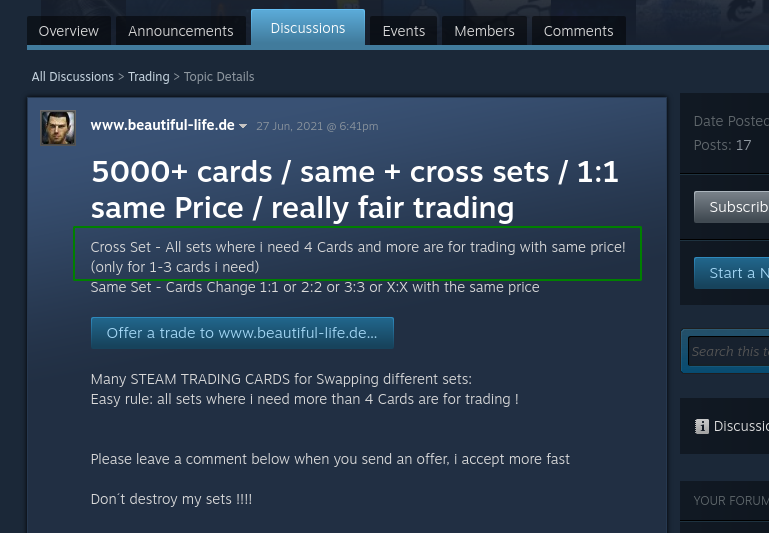 Overview Announcements Discussions Events Members Comments
All Discussions > Trading > Topic Details
www.beautiful-life.de 27 Jun, 2021 @ 6:41pm
5000+ cards / same + cross sets / 1:1
same Price / really fair trading
Cross Set - All sets where i need 4 Cards and more are for trading with same price!
(only for 1-3 cards i need)
Same Set - Cards Change 1:1 or 2:2 or 3:3 or X:X with the same price
Offer a trade to www.beautiful-life.de...
Many STEAM TRADING CARDS for Swapping different sets:
Easy rule: all sets where i need more than 4 Cards are for trading !
Please leave a comment below when you send an offer, i accept more fast
Don´t destroy my sets !!!!
Date Posted
Posts: 17
Subscrib
Start a N
Search this t
Discussio
YOUR FORUM